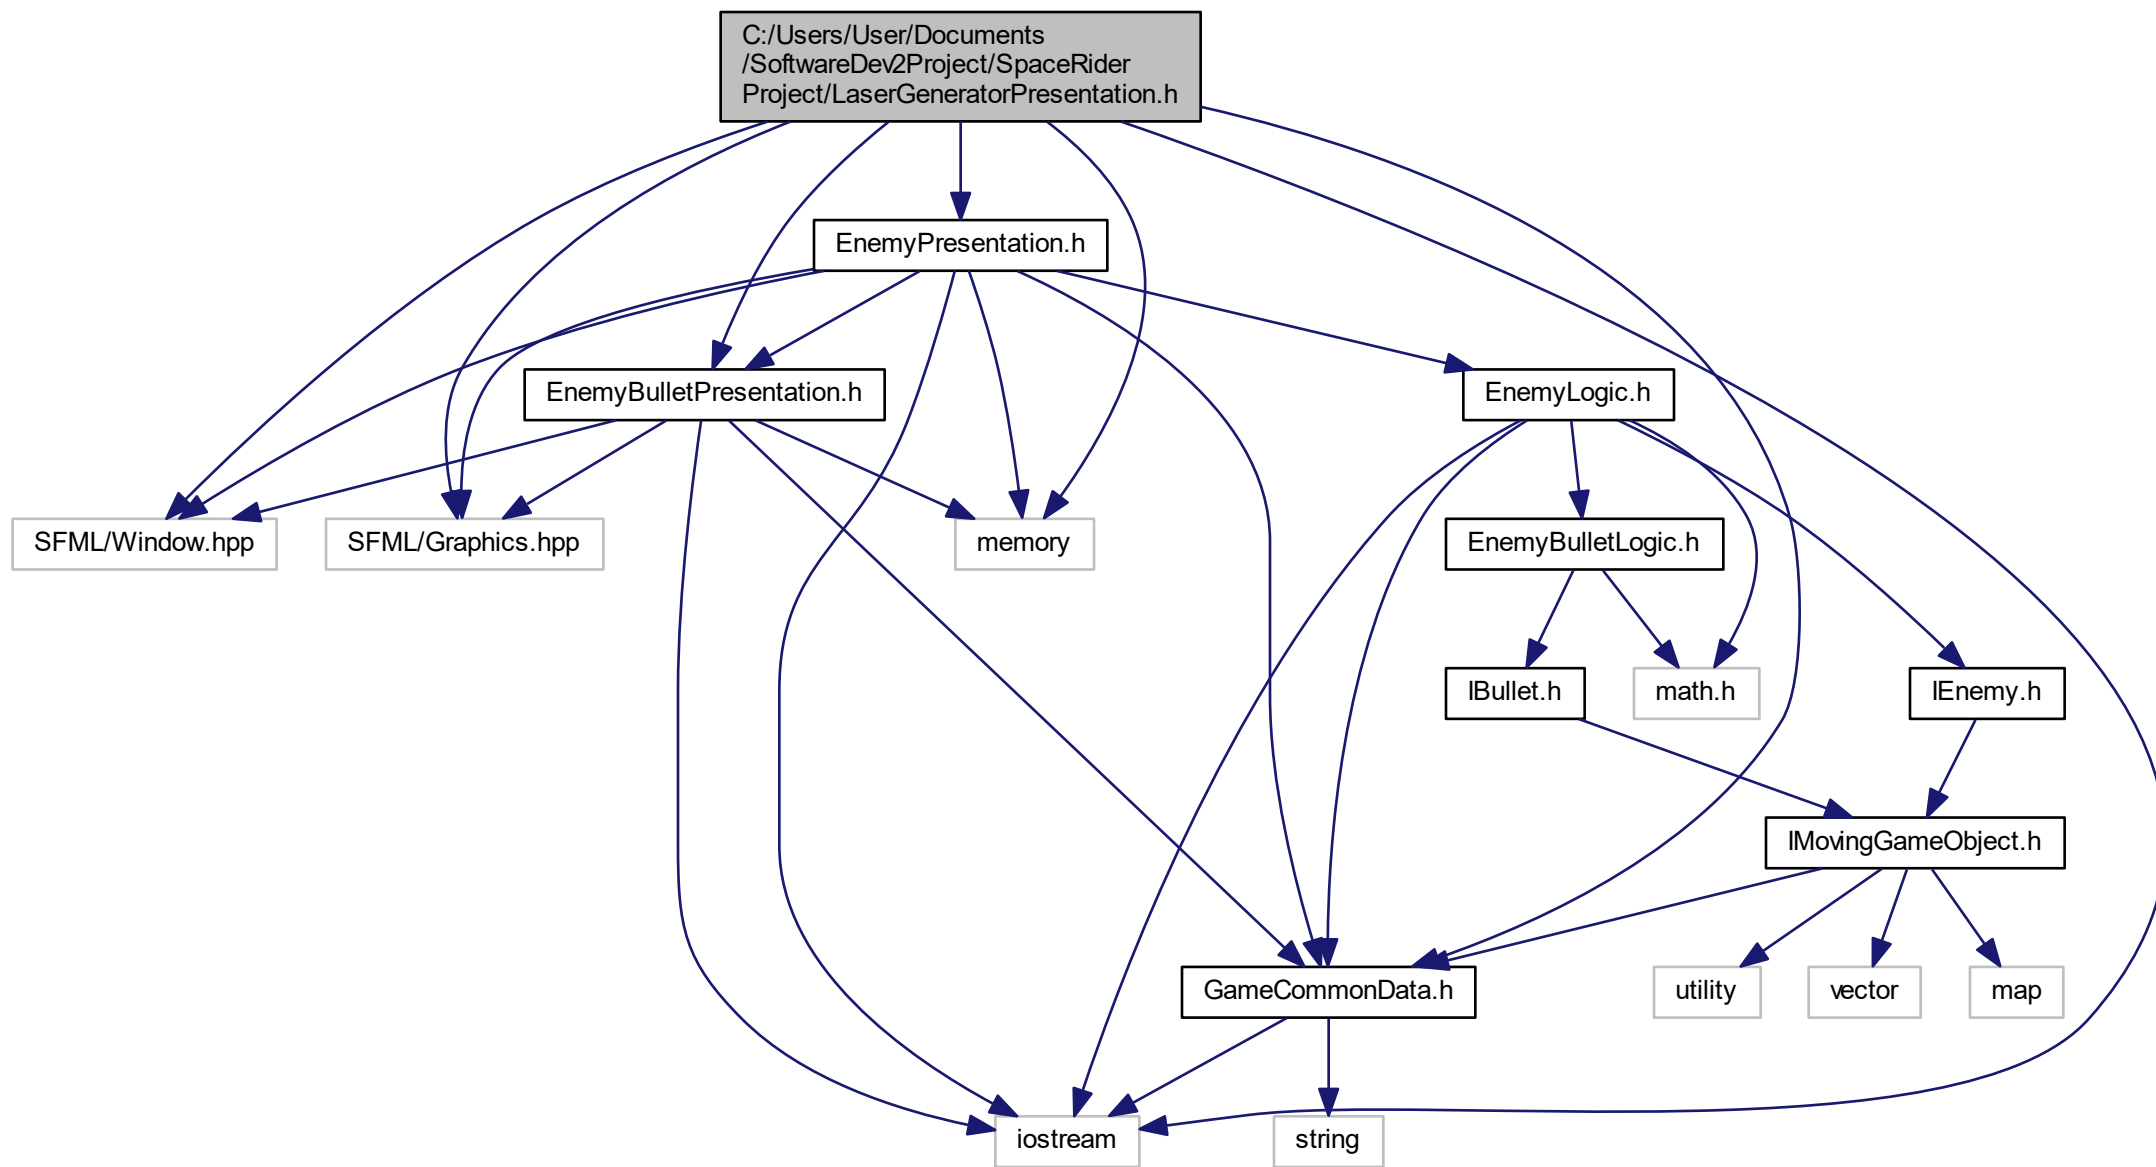 C:/Users/User/Documents
/SoftwareDev2Project/SpaceRider
Project/LaserGeneratorPresentation.h
EnemyPresentation.h
EnemyBulletPresentation.h
EnemyLogic.h
SFML/Window.hpp
SFML/Graphics.hpp
memory
EnemyBulletLogic.h
IBullet.h
math.h
IEnemy.h
IMovingGameObject.h
GameCommonData.h
utility
vector
map
iostream
string